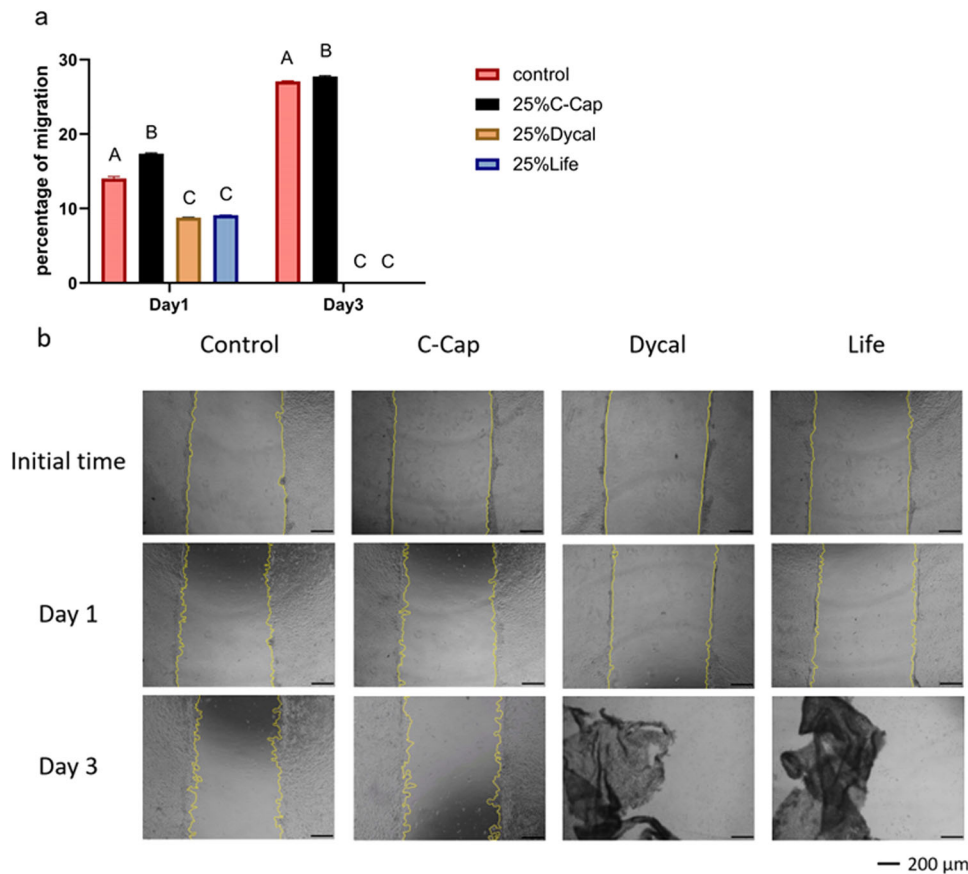 a
percentage of migration
30
20
10
0
A
B
C
C
A
B
C
C
Day1
Day3
control
25%C-Cap
25%Dycal
25%Life
b
Control
C-Cap
Dycal
Life
Initial time
Day 1
Day 3
200 μm